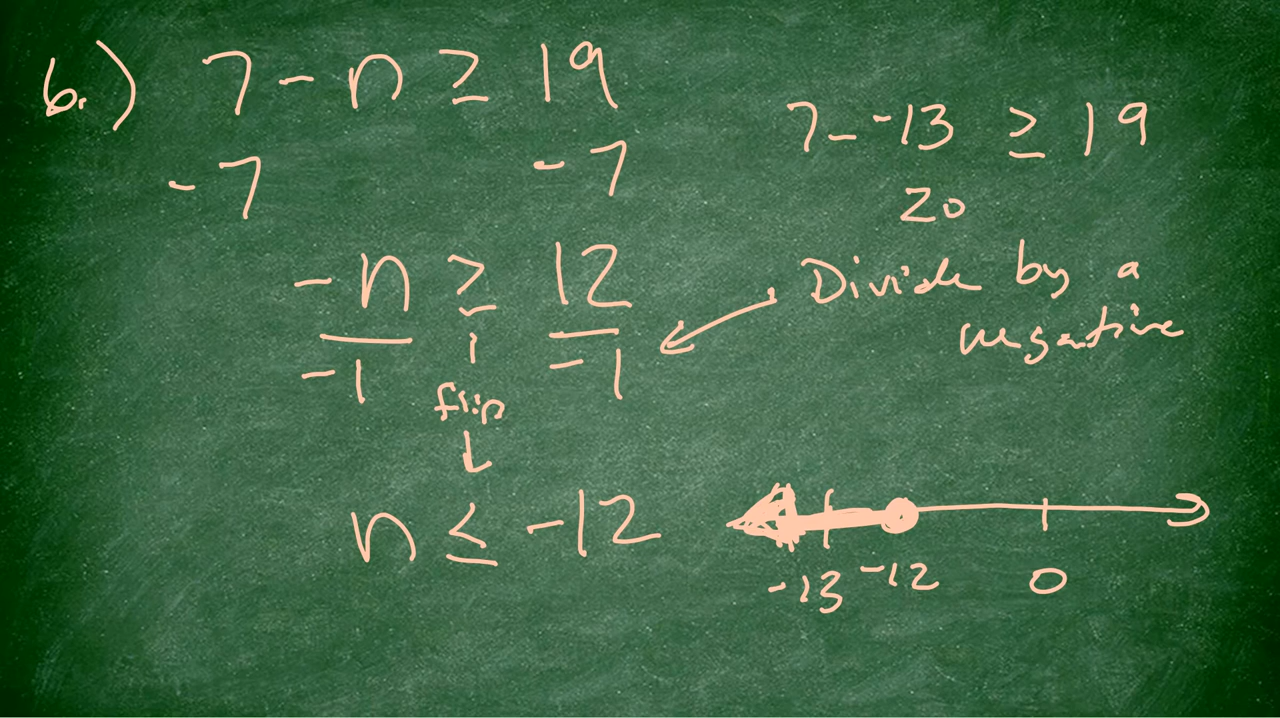 6.) 7 - n ≥ 19
-7 -7
-n ≥ 12
-1 -1
flip
n ≤ -12
7 - -13 ≥ 19
20
Divide by a
negative
-13 -12 0